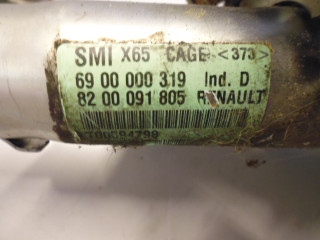 SMI X65 CAGE <373>
69 00 000 319 Ind. D
82 00 091 805 RENAULT